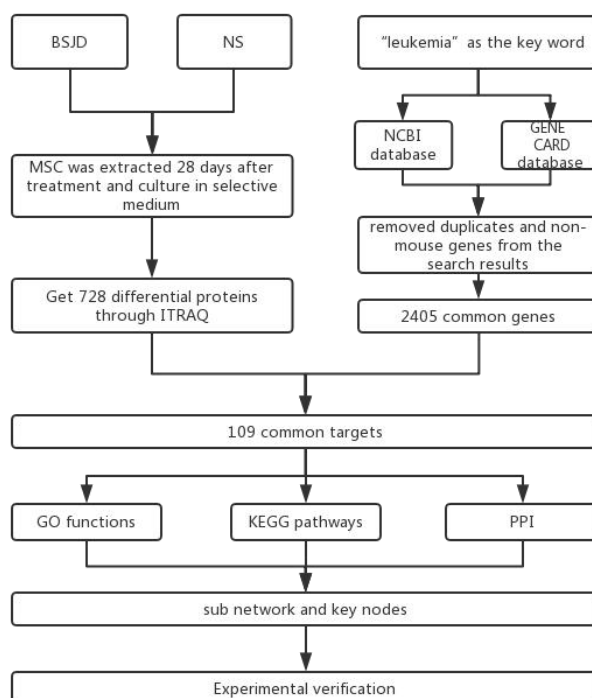 BSJD
NS
“leukemia” as the key word
NCBI
database
GENE
CARD
database
MSC was extracted 28 days after
treatment and culture in selective
medium
removed duplicates and non-
mouse genes from the
search results
Get 728 differential proteins
through ITRAQ
2405 common genes
109 common targets
GO functions
KEGG pathways
PPI
sub network and key nodes
Experimental verification